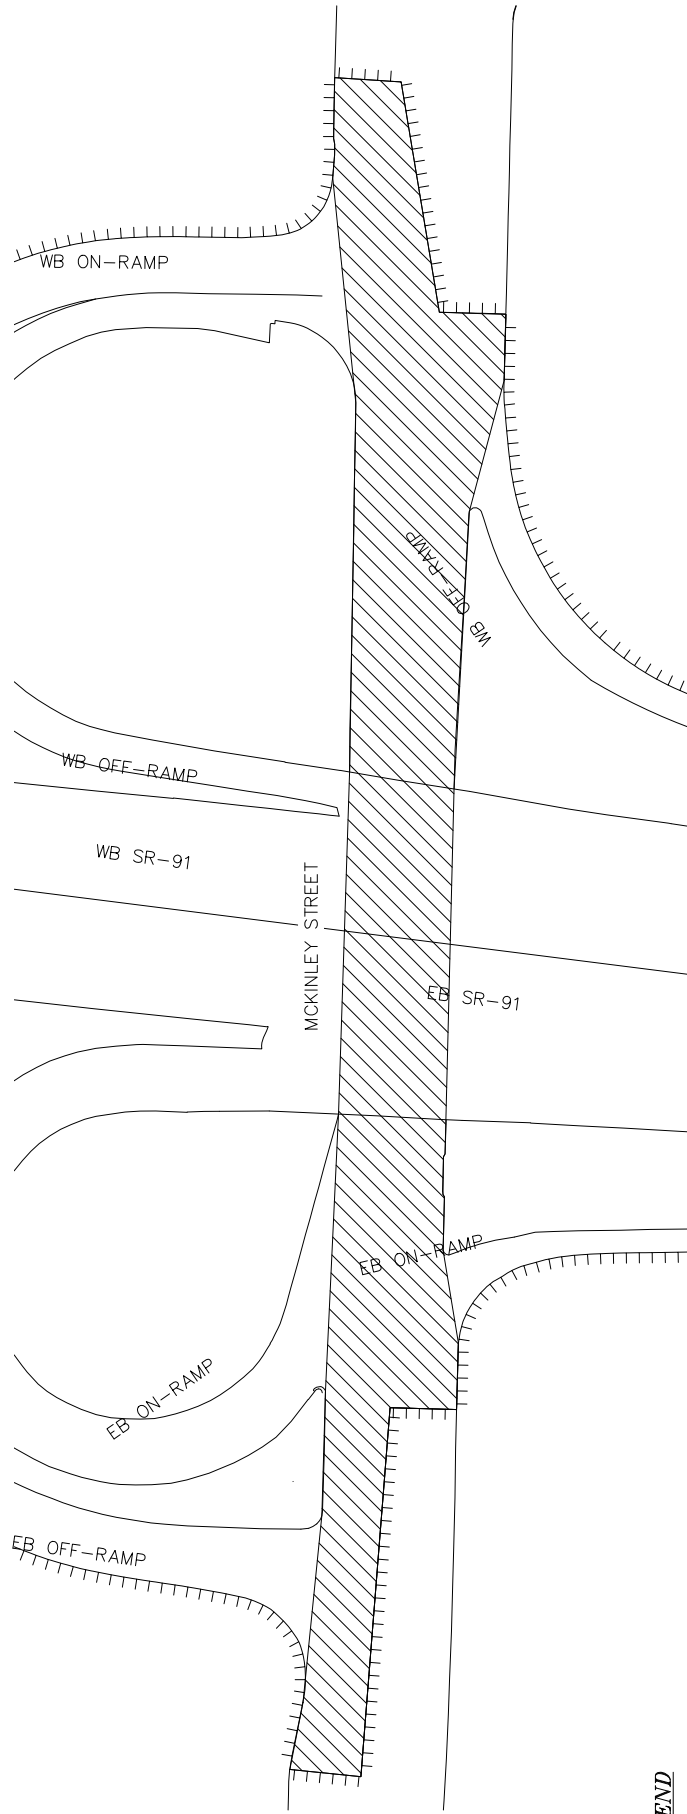 WB ON-RAMP
WB OFF-RAMP
WB OFF-RAMP
WB SR-91
MCKINLEY STREET
EB SR-91
EB ON-RAMP
EB ON-RAMP
EB OFF-RAMP
END